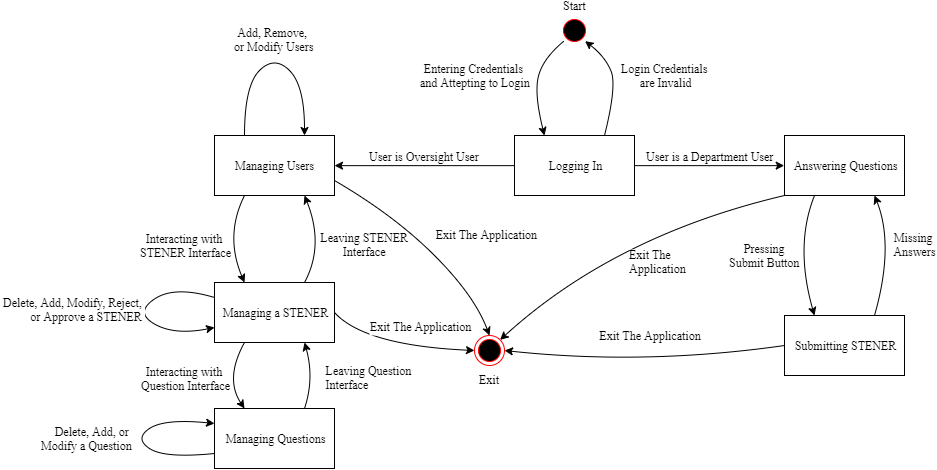 Start
Add, Remove,
or Modify Users
Entering Credentials
and Attepting to Login
Login Credentials
are Invalid
Managing Users
User is Oversight User
Logging In
User is a Department User
Answering Questions
Interacting with
STENER Interface
Leaving STENER
Interface
Exit The Application
Exit The
Application
Pressing
Submit Button
Missing
Answers
Delete, Add, Modify, Reject,
or Approve a STENER
Managing a STENER
Exit The Application
Exit The Application
Submitting STENER
Exit
Interacting with
Question Interface
Leaving Question
Interface
Delete, Add, or
Modify a Question
Managing Questions